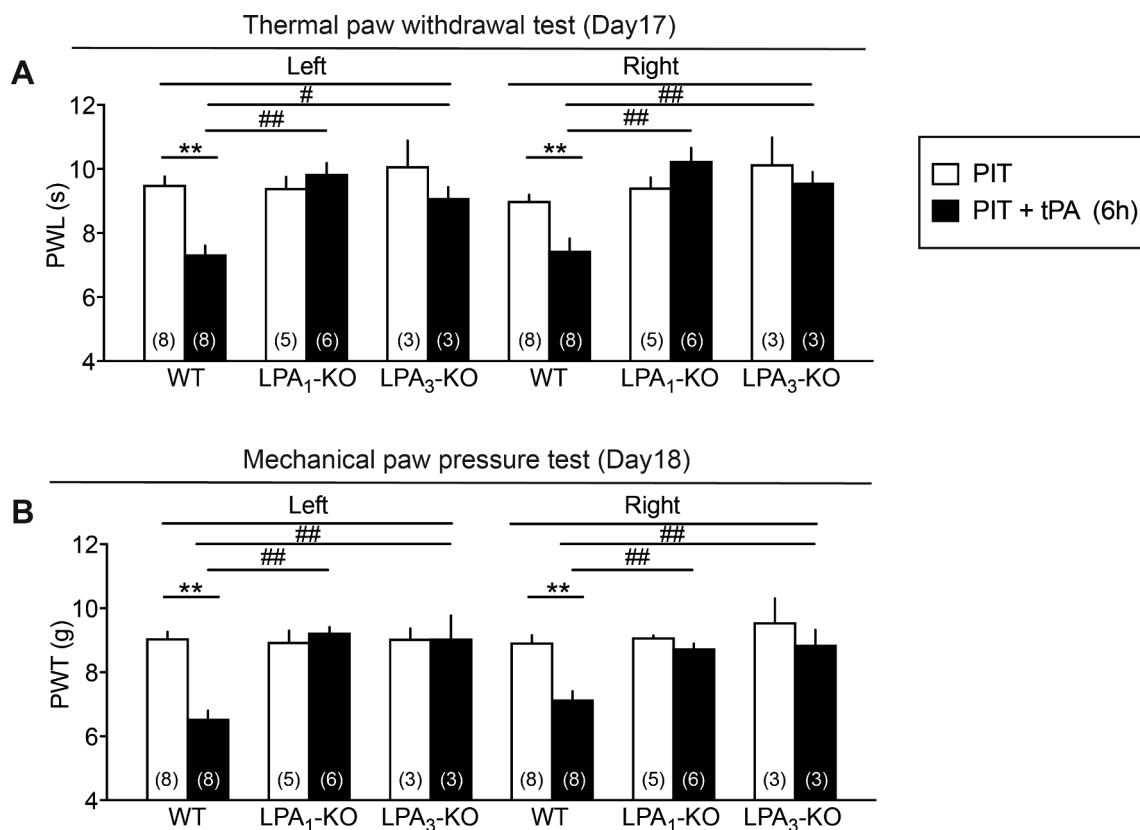 Thermal paw withdrawal test (Day17)
A
Left Right
# ##
## ##
** **
12
10
8
6
4
PWL (s)
(8) (8) (5) (6) (3) (3) (8) (8) (5) (6) (3) (3)
WT LPA₁-KO LPA₃-KO WT LPA₁-KO LPA₃-KO
PIT
PIT + tPA (6h)
Mechanical paw pressure test (Day18)
B
Left Right
## ##
## ##
** **
12
10
8
6
4
PWT (g)
(8) (8) (5) (6) (3) (3) (8) (8) (5) (6) (3) (3)
WT LPA₁-KO LPA₃-KO WT LPA₁-KO LPA₃-KO